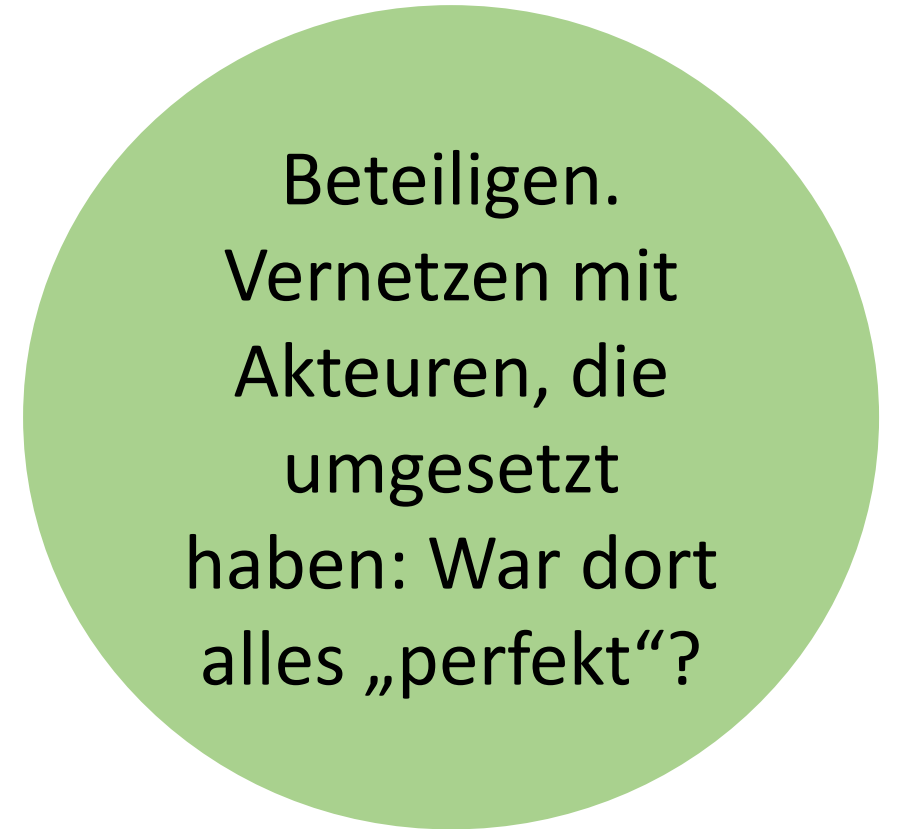 Beteiligen.
Vernetzen mit
Akteuren, die
umgesetzt
haben: War dort
alles „perfekt“?